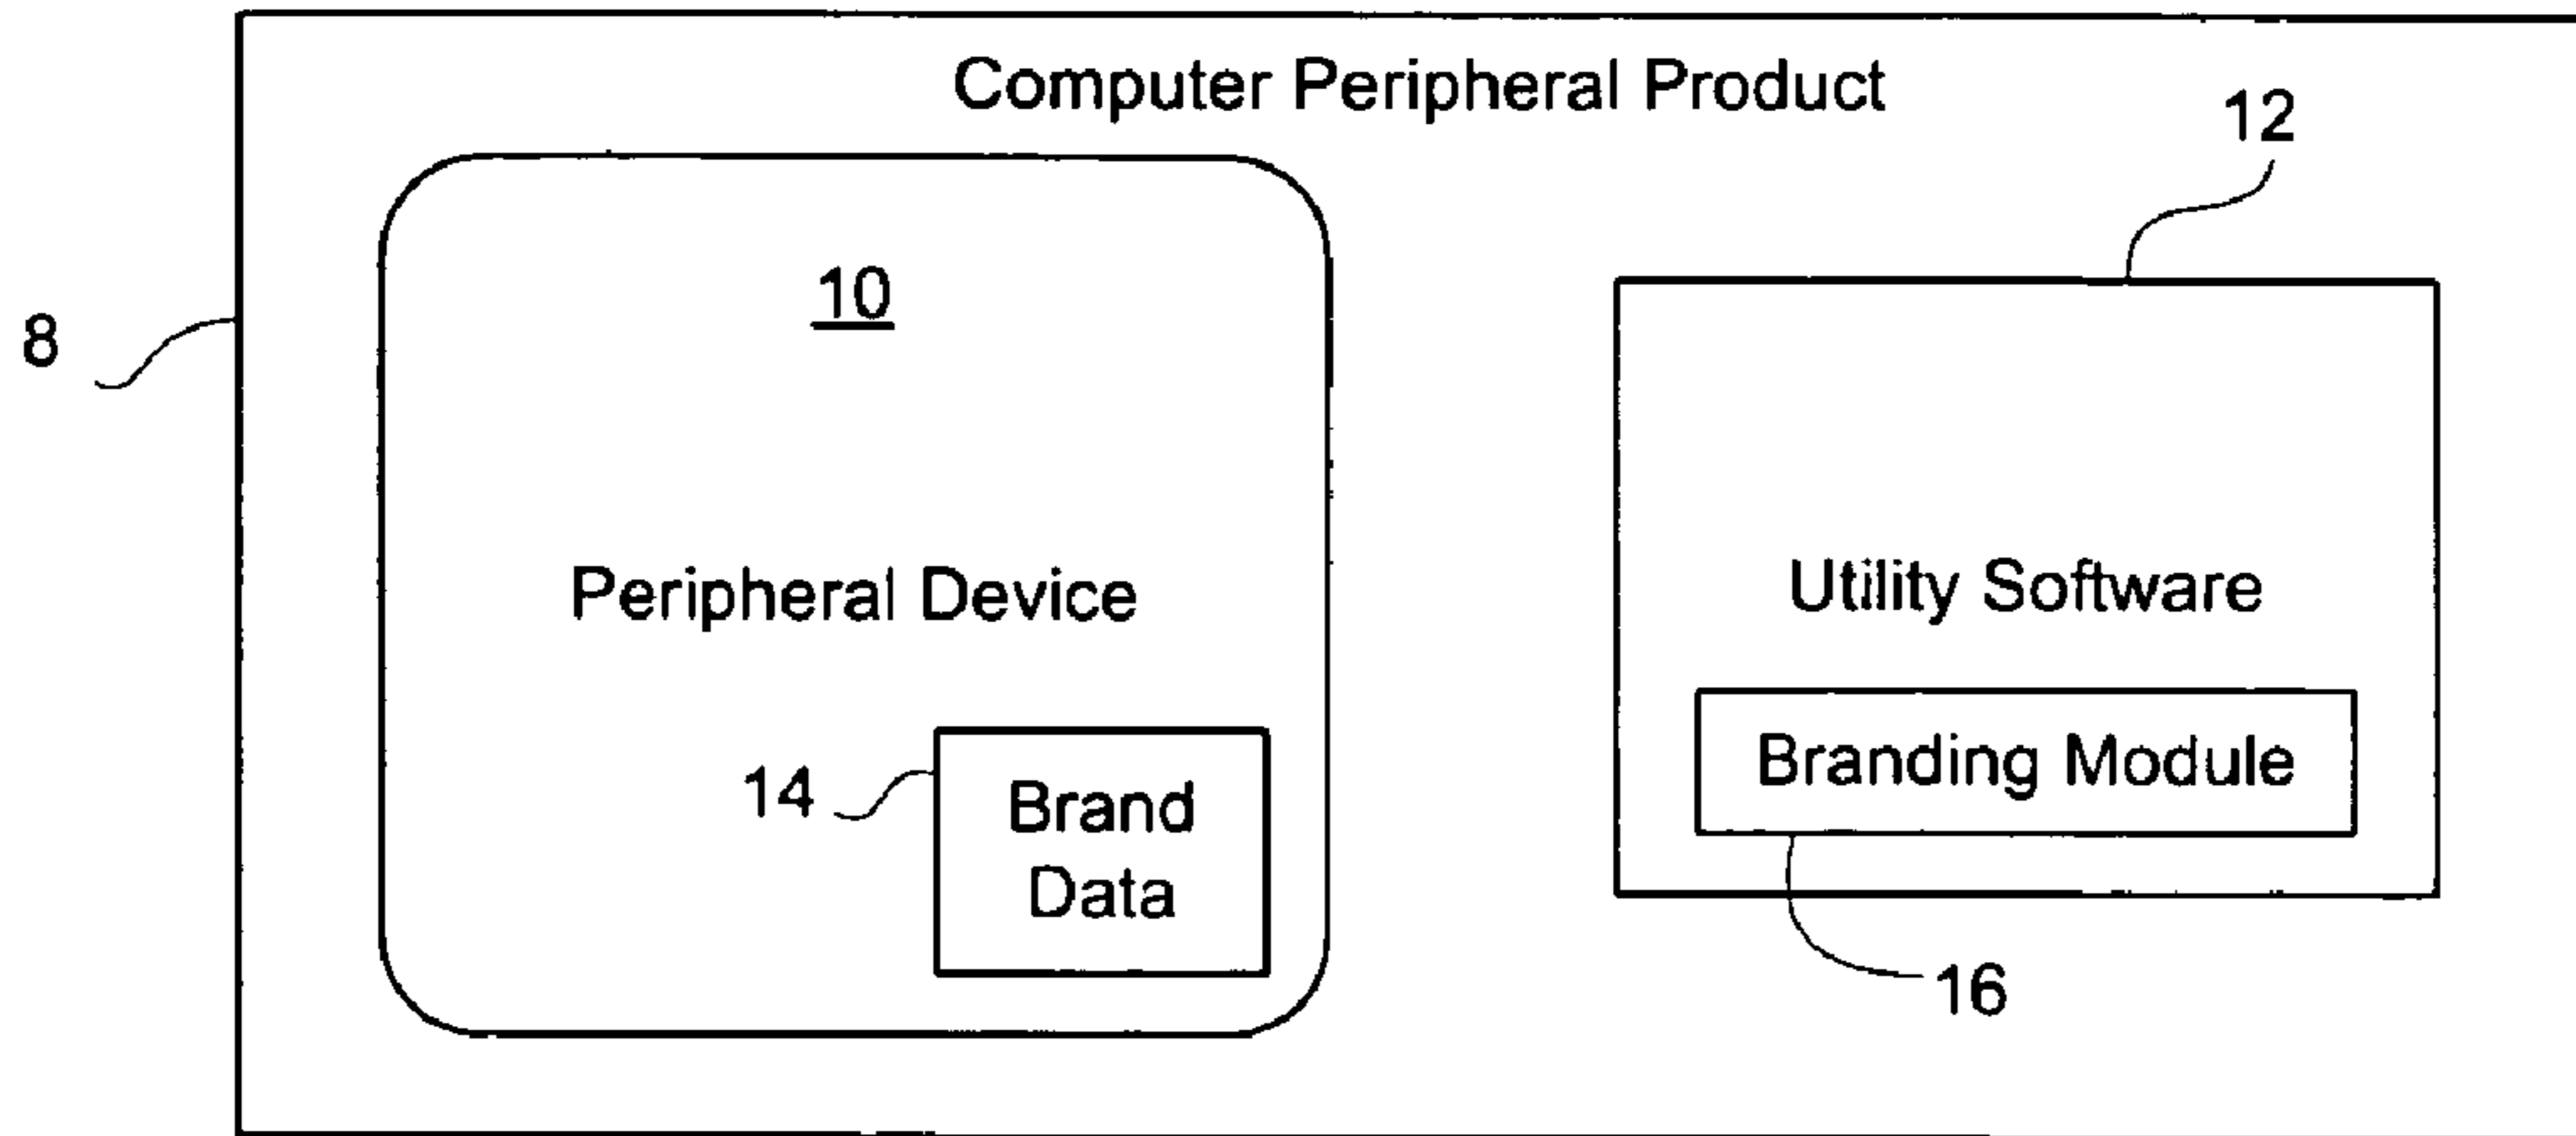 Computer Peripheral Product
12
10
8
Peripheral Device
Utility Software
Branding Module
14
Brand
Data
16